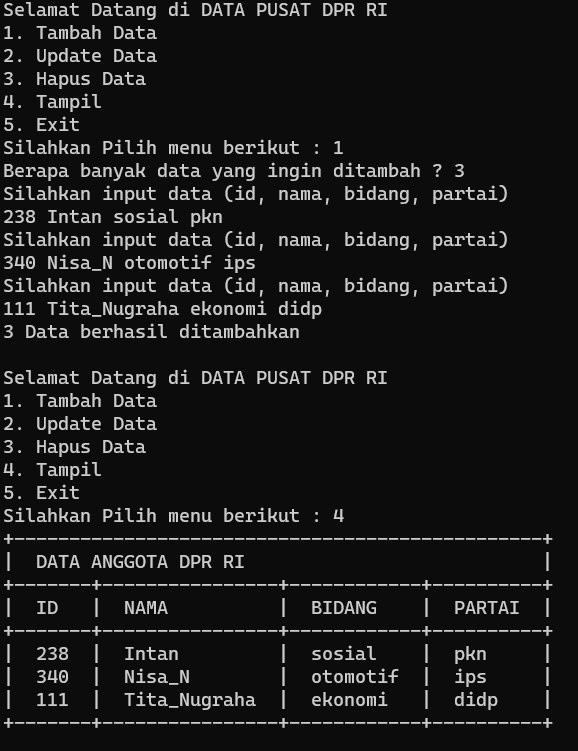 Selamat Datang di DATA PUSAT DPR RI
1. Tambah Data
2. Update Data
3. Hapus Data
4. Tampil
5. Exit
Silahkan Pilih menu berikut : 1
Berapa banyak data yang ingin ditambah ? 3
Silahkan input data (id, nama, bidang, partai)
238 Intan sosial pkn
Silahkan input data (id, nama, bidang, partai)
340 Nisa_N otomotif ips
Silahkan input data (id, nama, bidang, partai)
111 Tita_Nugraha ekonomi didp
3 Data berhasil ditambahkan

Selamat Datang di DATA PUSAT DPR RI
1. Tambah Data
2. Update Data
3. Hapus Data
4. Tampil
5. Exit
Silahkan Pilih menu berikut : 4
+------------------------------------------------+
|  DATA ANGGOTA DPR RI                           |
+-------+----------------+------------+----------+
|  ID   |  NAMA          |  BIDANG    |  PARTAI  |
+-------+----------------+------------+----------+
|  238  |  Intan         |  sosial    |  pkn     |
|  340  |  Nisa_N        |  otomotif  |  ips     |
|  111  |  Tita_Nugraha  |  ekonomi   |  didp    |
+-------+----------------+------------+----------+